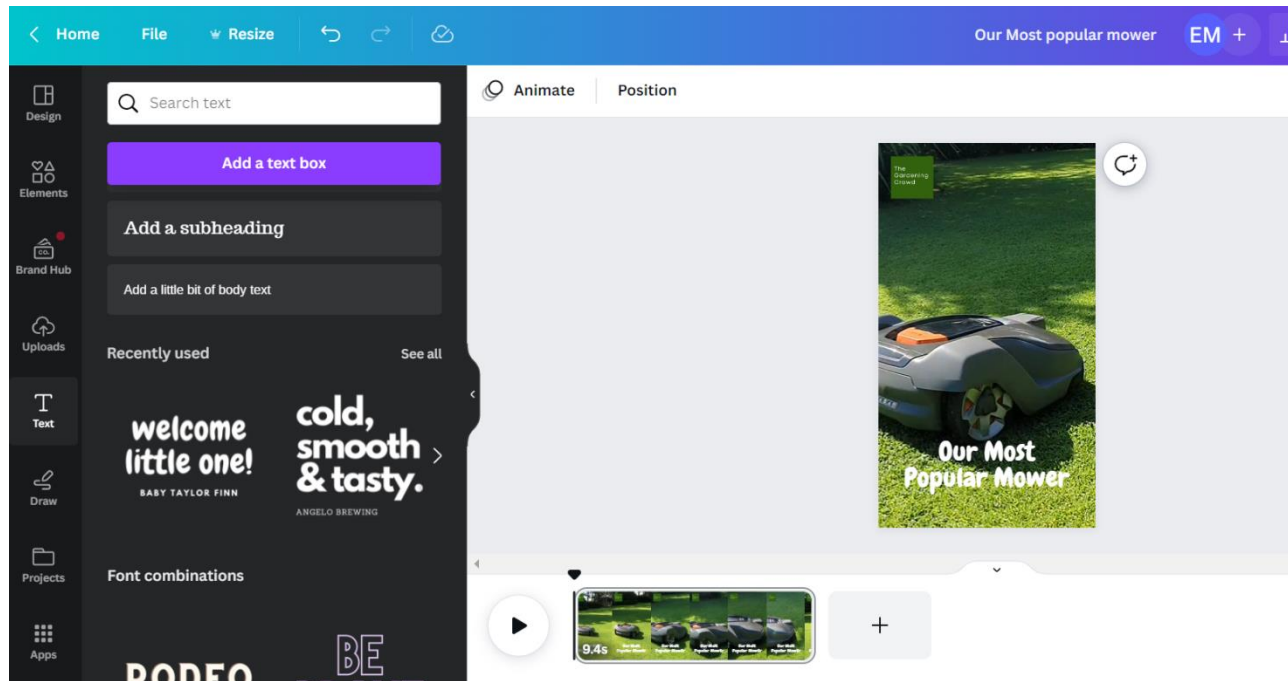 Home File Resize Our Most popular mower EM +
Design
Elements
CO.
Brand Hub
Uploads
Text
Draw
Projects
Apps
Search text
Add a text box
Add a subheading
Add a little bit of body text
Recently used See all
welcome
little one!
BABY TAYLOR FINN
cold,
smooth
& tasty.
ANGELO BREWING
Font combinations
RODEO
BE
Animate Position
The
Gardening
Crowd
Our Most
Popular Mower
9.4s